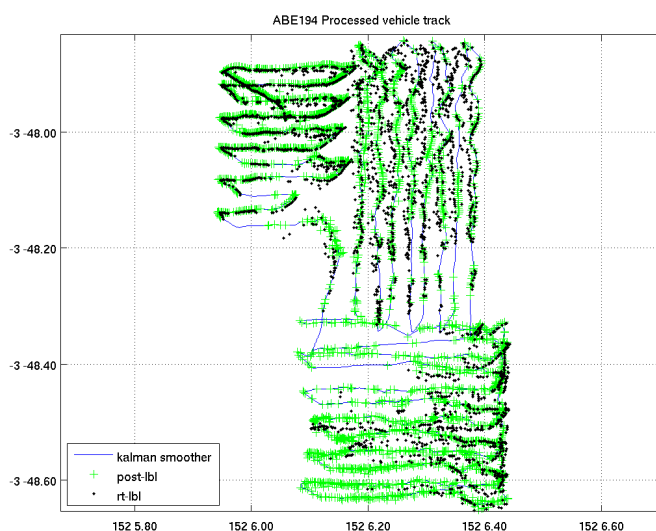 ABE194 Processed vehicle track
-3 -48.00
-3 -48.20
-3 -48.40
-3 -48.60
kalman smoother
post-lbl
rt-lbl
152 5.80
152 6.00
152 6.20
152 6.40
152 6.60